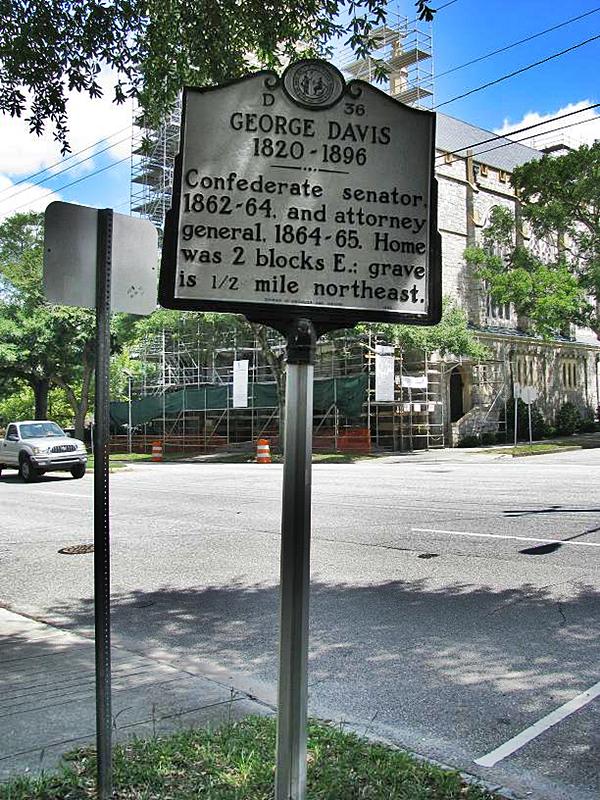 D 36
GEORGE DAVIS
1820-1896
Confederate senator,
1862-64, and attorney
general, 1864-65. Home
was 2 blocks E.; grave
is 1/2 mile northeast.